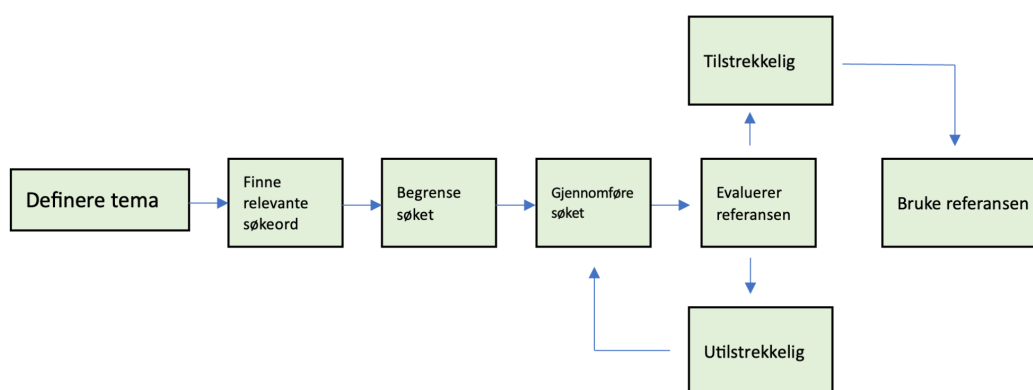 Definere tema
Finne
relevante
søkeord
Begrense
søket
Gjennomføre
søket
Evaluerer
referansen
Tilstrekkelig
Utilstrekkelig
Bruke referansen